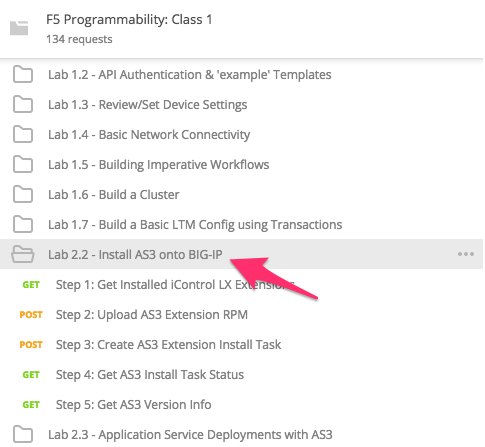 F5 Programmability: Class 1
134 requests
Lab 1.2 - API Authentication & 'example' Templates
Lab 1.3 - Review/Set Device Settings
Lab 1.4 - Basic Network Connectivity
Lab 1.5 - Building Imperative Workflows
Lab 1.6 - Build a Cluster
Lab 1.7 - Build a Basic LTM Config using Transactions
Lab 2.2 - Install AS3 onto BIG-IP
GET Step 1: Get Installed iControl LX Extensions
POST Step 2: Upload AS3 Extension RPM
POST Step 3: Create AS3 Extension Install Task
GET Step 4: Get AS3 Install Task Status
GET Step 5: Get AS3 Version Info
Lab 2.3 - Application Service Deployments with AS3